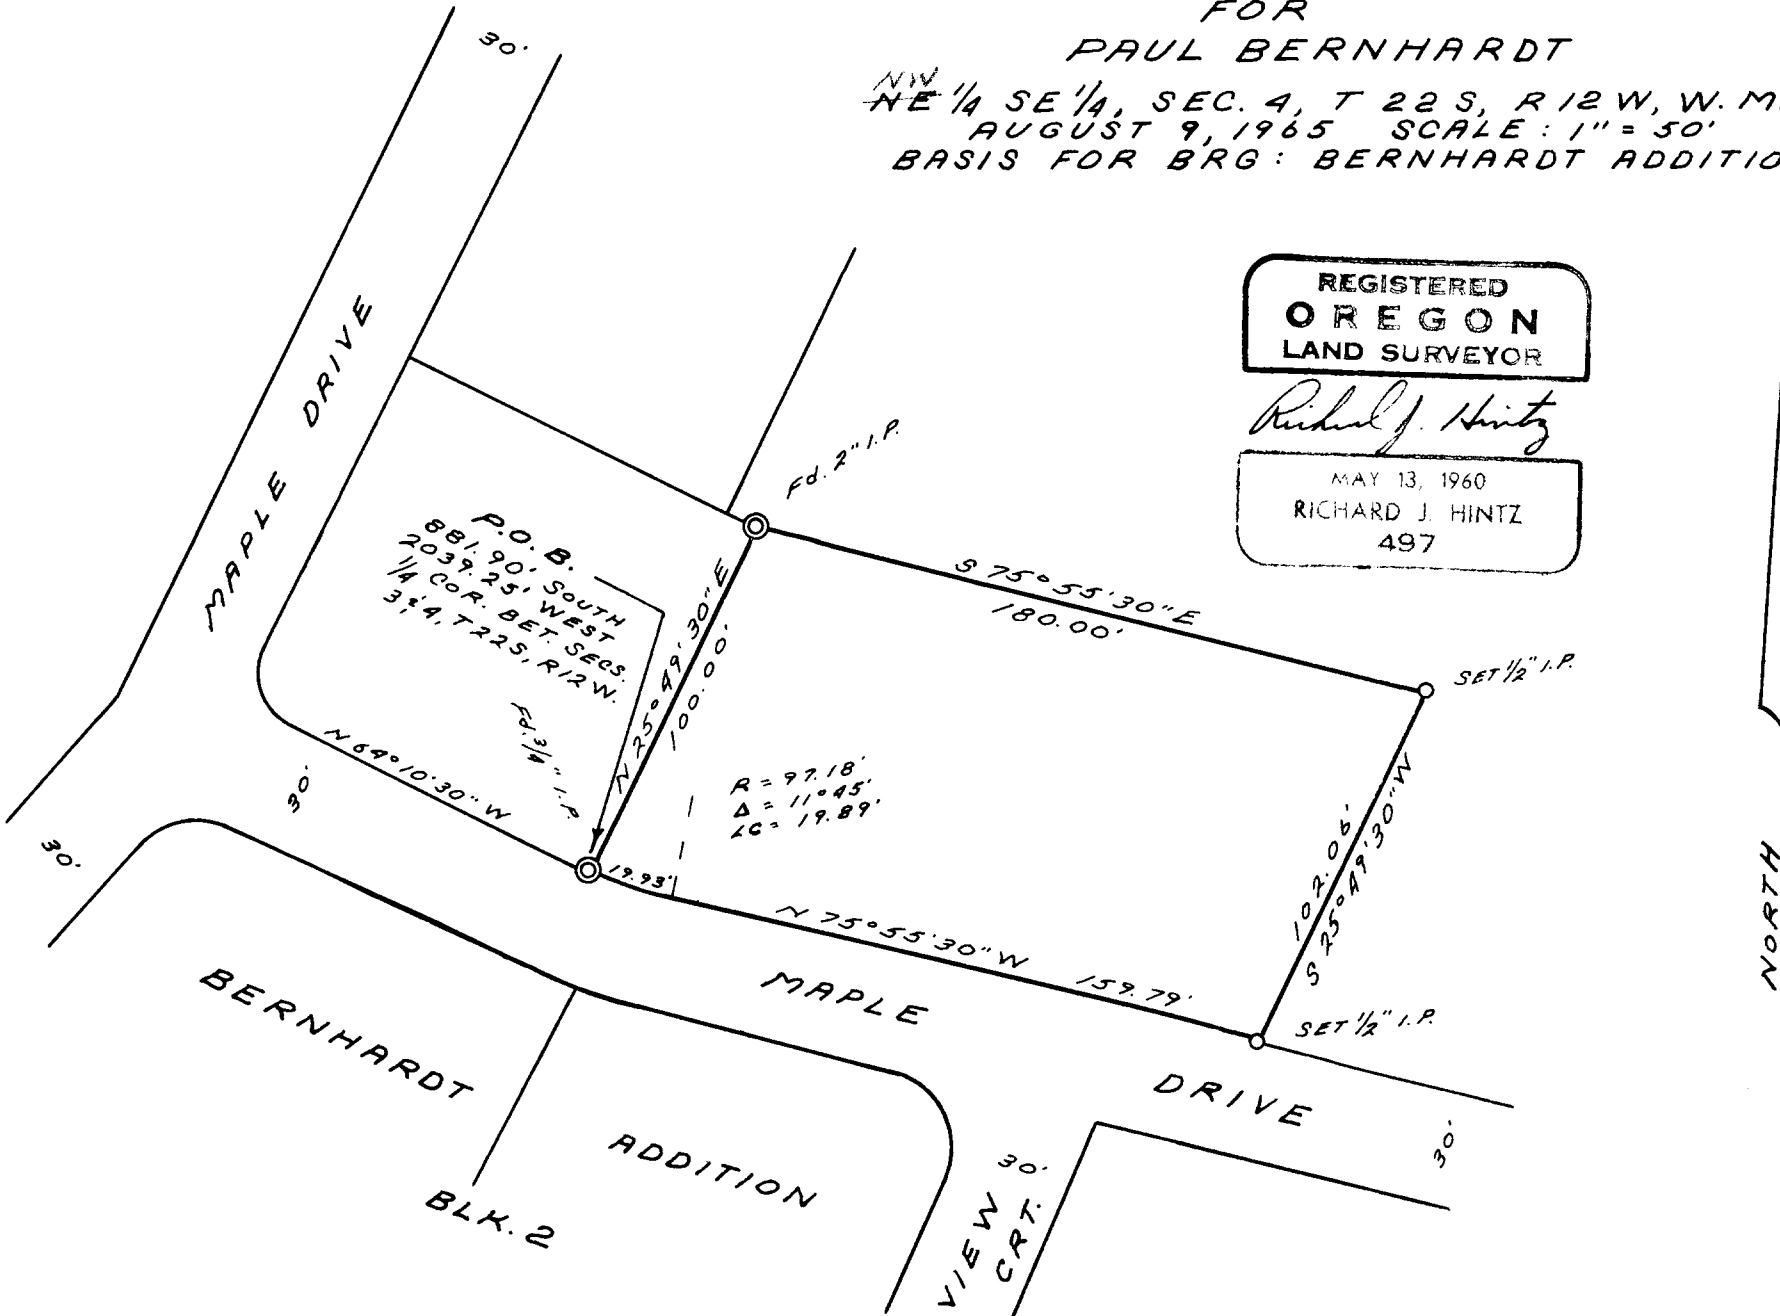 FOR
PAUL BERNHARDT
NW
NE 1/4 SE 1/4, SEC. 4, T 22 S, R 12 W, W. M.
AUGUST 9, 1965 SCALE: 1" = 50'
BASIS FOR BRG: BERNHARDT ADDITIO
REGISTERED
OREGON
LAND SURVEYOR
Richard J. Hintz
MAY 13, 1960
RICHARD J. HINTZ
497
30'
MAPLE DRIVE
Fd. 2" I.P.
P.O.B.
881.90' SOUTH
2039.25' WEST
1/4 COR. BET. SECS.
3 & 4, T 22 S, R 12 W.
Fd. 3/4" I.P.
N 25° 49' 30" E
100.00'
S 75° 55' 30" E
180.00'
SET 1/2" I.P.
R = 97.18'
Δ = 11° 45'
LC = 19.89'
N 64° 10' 30" W
30'
30'
19.93'
N 75° 55' 30" W 159.79'
102.06'
S 25° 49' 30" W
SET 1/2" I.P.
MAPLE DRIVE
30'
BERNHARDT ADDITION
BLK. 2
30'
VIEW CRT.
NORTH